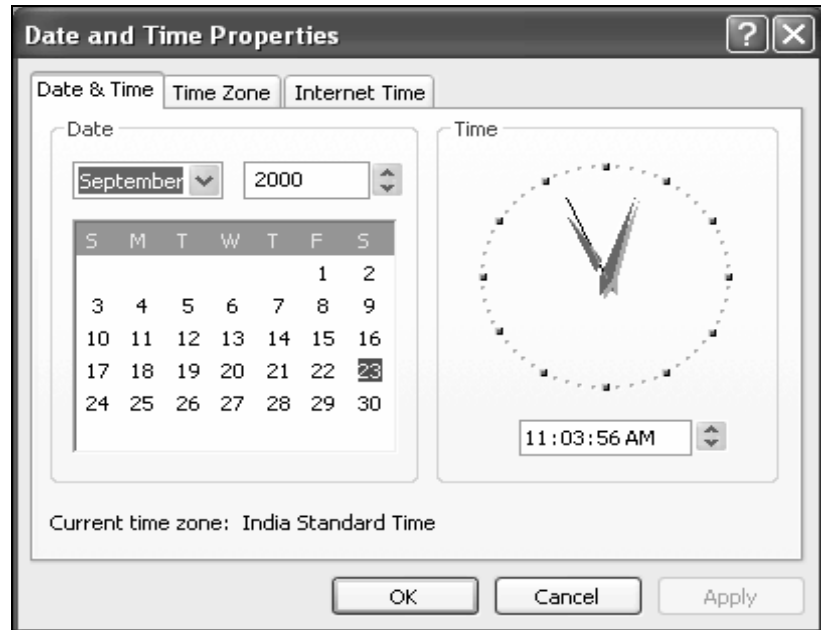 Date and Time Properties
Date & Time Time Zone Internet Time
Date
September 2000
S M T W T F S
1 2
3 4 5 6 7 8 9
10 11 12 13 14 15 16
17 18 19 20 21 22 23
24 25 26 27 28 29 30
Time
11:03:56 AM
Current time zone: India Standard Time
OK Cancel Apply